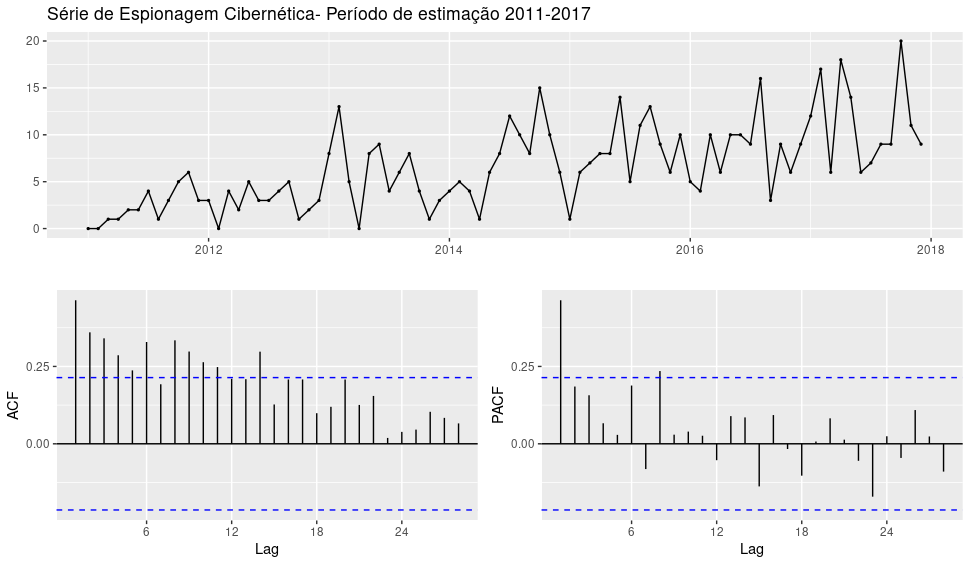 Série de Espionagem Cibernética- Período de estimação 2011-2017
20
15
10
5
0
2012 2014 2016 2018
ACF
0.25
0.00
6 12 18 24
Lag
PACF
0.25
0.00
6 12 18 24
Lag